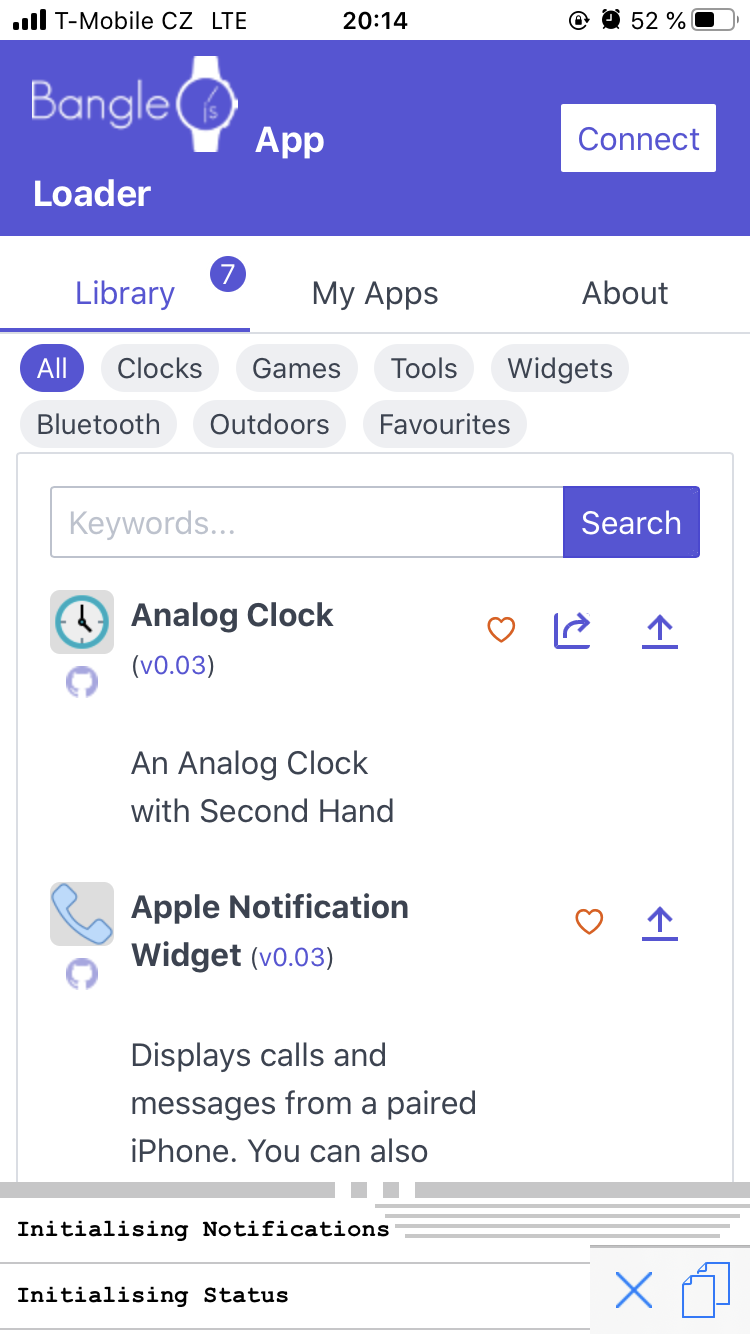 T-Mobile CZ LTE 20:14 52 %
Bangle js App
Loader
Connect
Library 7 My Apps About
All Clocks Games Tools Widgets
Bluetooth Outdoors Favourites
Keywords... Search
Analog Clock
(v0.03)
An Analog Clock
with Second Hand
Apple Notification
Widget (v0.03)
Displays calls and
messages from a paired
iPhone. You can also
Initialising Notifications
Initialising Status